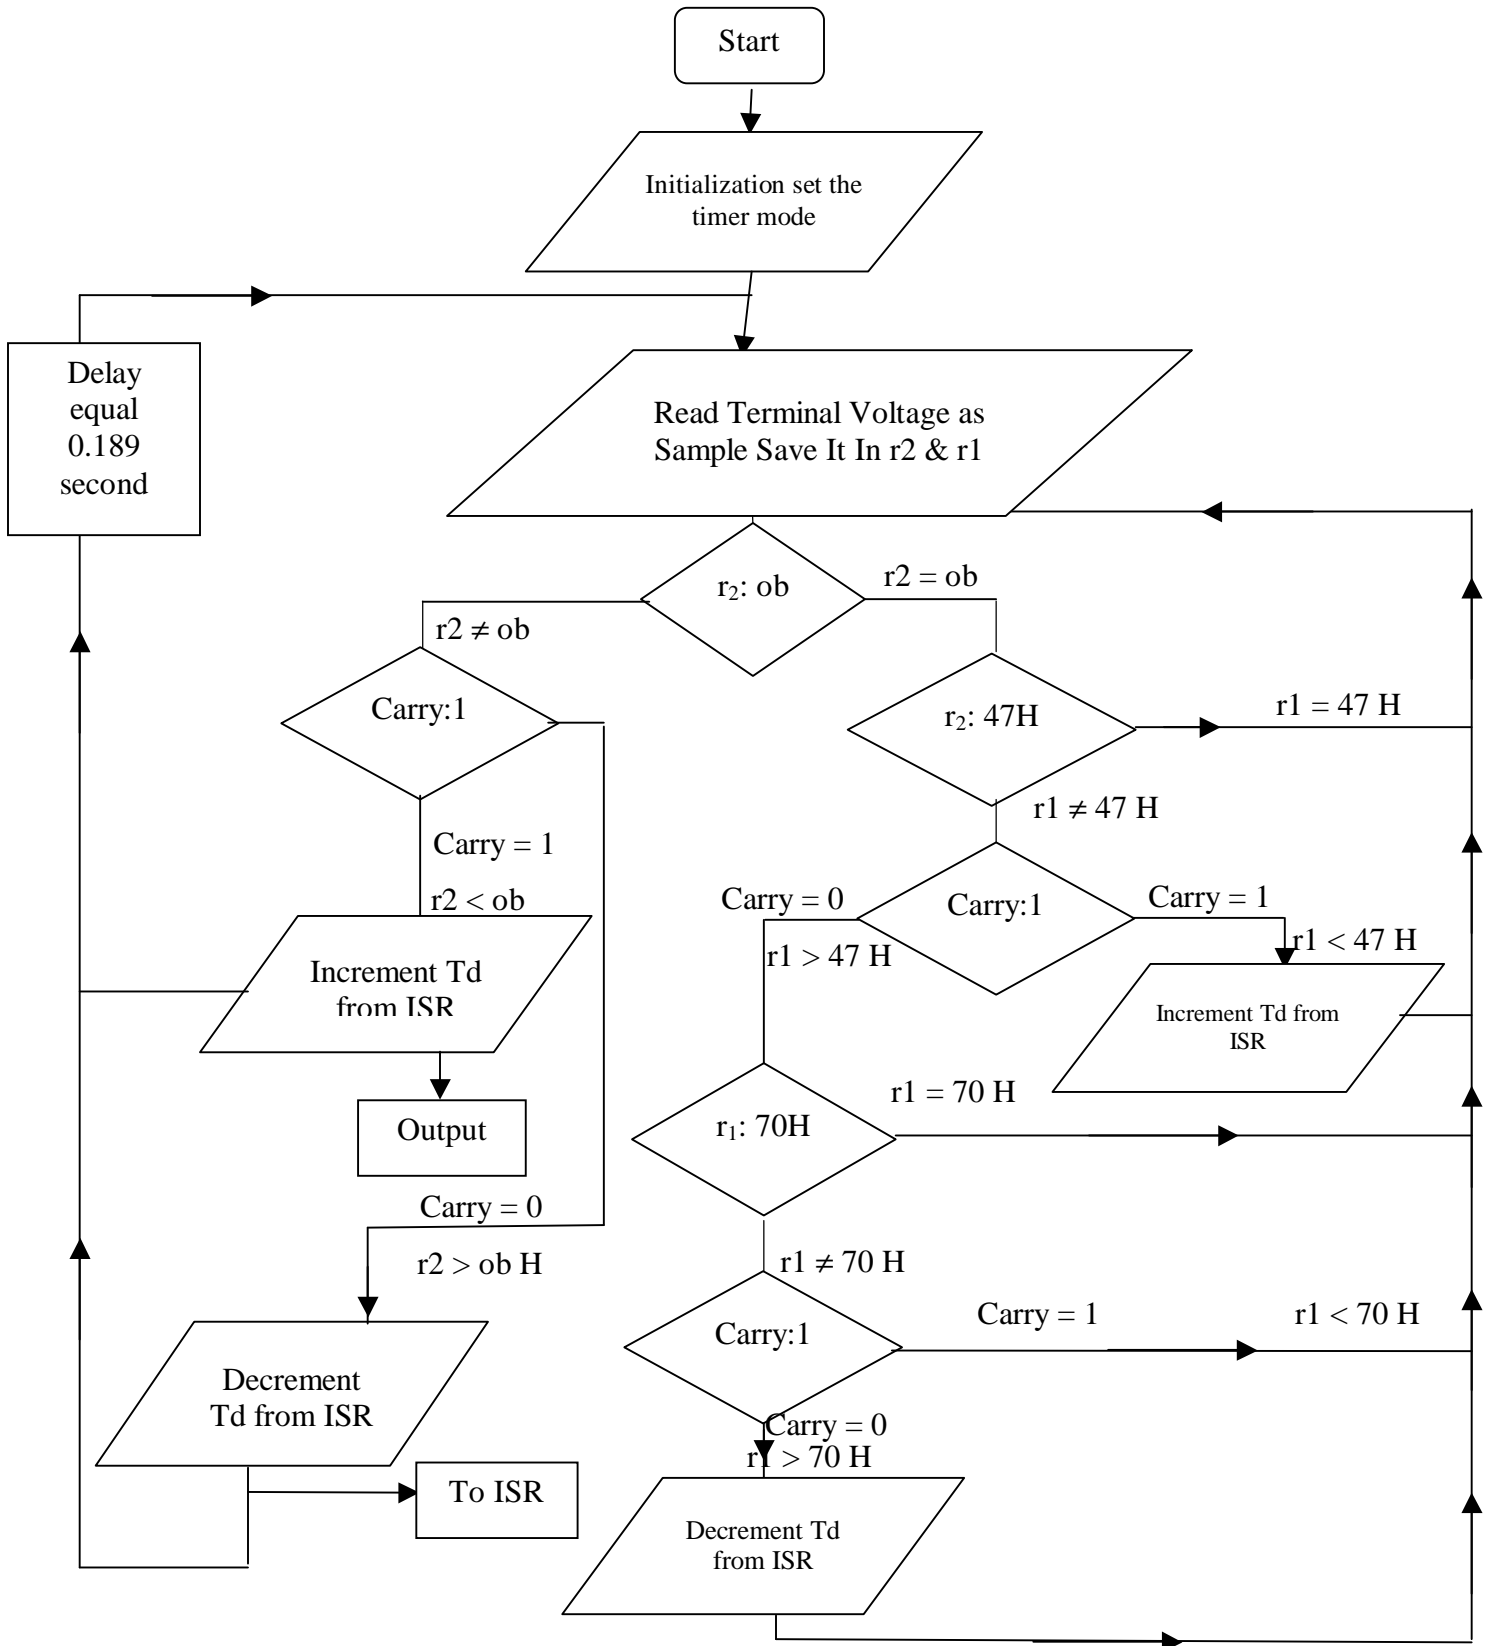 Start
Initialization set the
timer mode
Delay
equal
0.189
second
Read Terminal Voltage as
Sample Save It In r2 & r1
r₂: ob
r2 = ob
r2 ≠ ob
Carry:1
r₂: 47H
r1 = 47 H
r1 ≠ 47 H
Carry = 1
r2 < ob
Carry = 0
Carry:1
Carry = 1
r1 > 47 H
r1 < 47 H
Increment Td
from ISR
Increment Td from
ISR
Output
r₁: 70H
r1 = 70 H
Carry = 0
r2 > ob H
r1 ≠ 70 H
Carry:1
Carry = 1
r1 < 70 H
Decrement
Td from ISR
Carry = 0
r1 > 70 H
To ISR
Decrement Td
from ISR